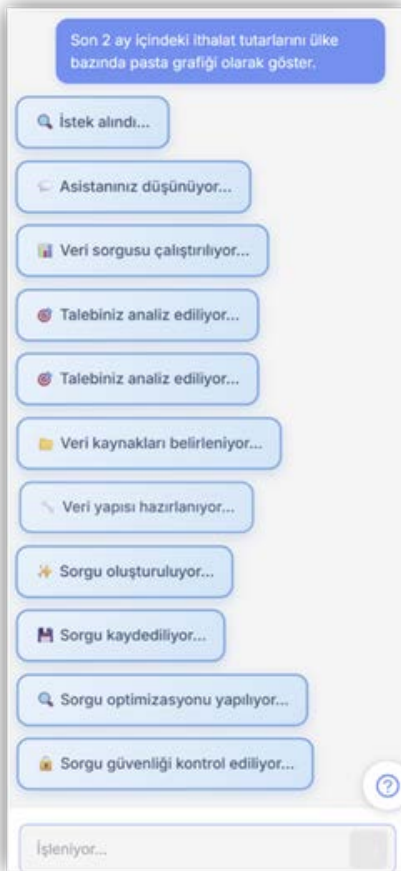 Son 2 ay içindeki ithalat tutarlarını ülke
bazında pasta grafiği olarak göster.
İstek alındı...
Asistanınız düşünüyor...
Veri sorgusu çalıştırılıyor...
Talebiniz analiz ediliyor...
Talebiniz analiz ediliyor...
Veri kaynakları belirleniyor...
Veri yapısı hazırlanıyor...
Sorgu oluşturuluyor...
Sorgu kaydediliyor...
Sorgu optimizasyonu yapılıyor...
Sorgu güvenliği kontrol ediliyor...
İşleniyor...